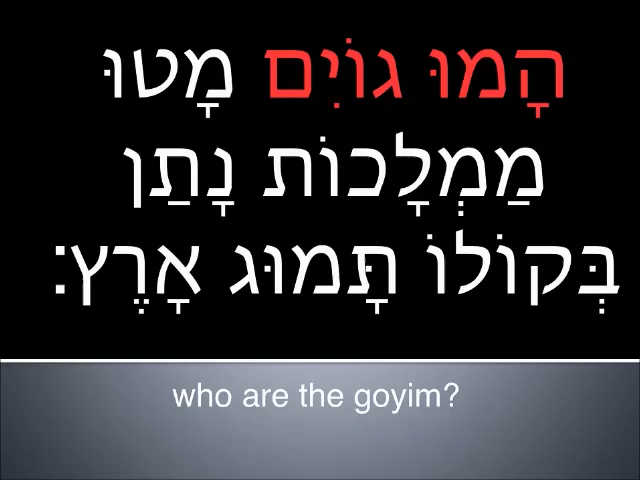 הָמוּ גוֹיִם מָטוּ
מַמְלָכוֹת נָתַן
בְּקוֹלוֹ תָּמוּג אָרֶץ׃
who are the goyim?